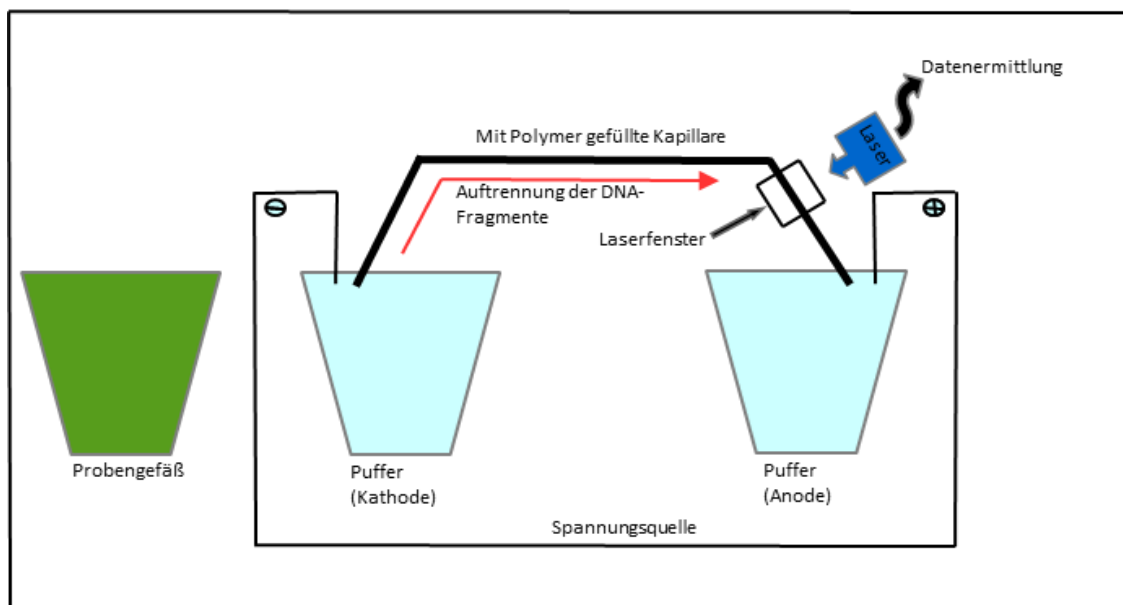 Datenermittlung
Laser
Mit Polymer gefüllte Kapillare
Auftrennung der DNA-
Fragmente
Laserfenster
Probengefäß
Puffer
(Kathode)
Puffer
(Anode)
Spannungsquelle